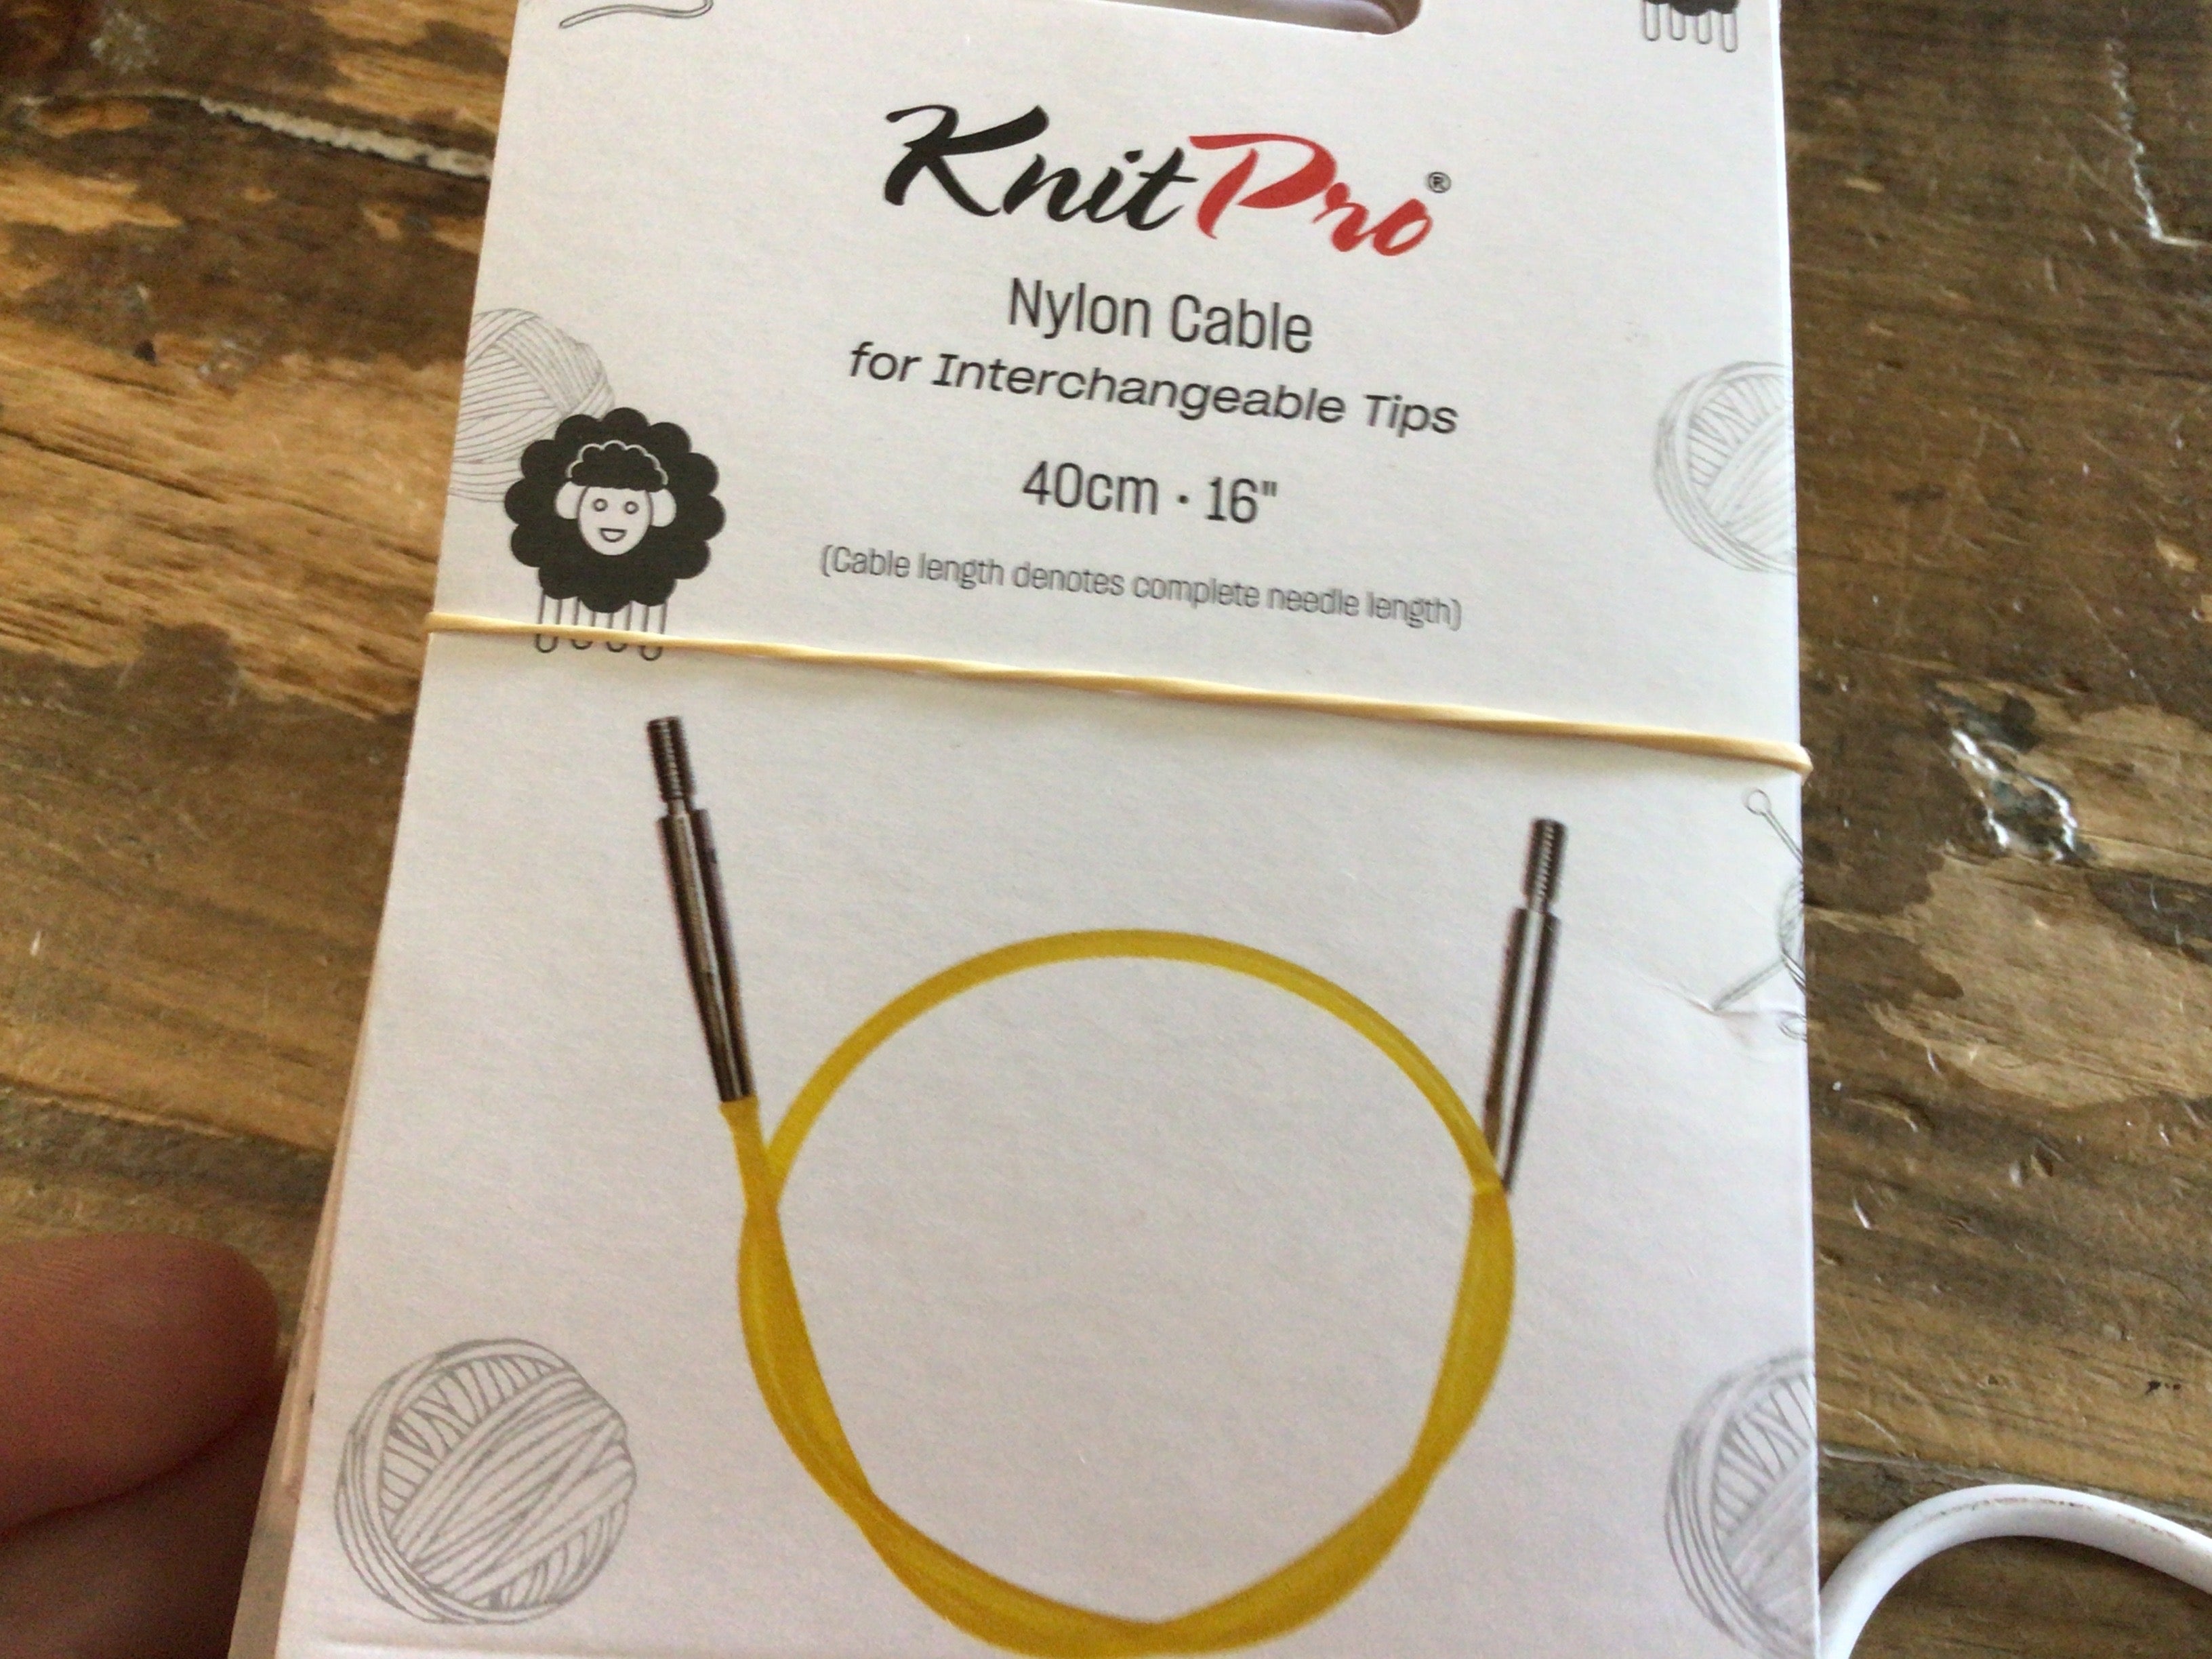 KnitPro®
Nylon Cable
for Interchangeable Tips
40cm · 16"
(Cable length denotes complete needle length)